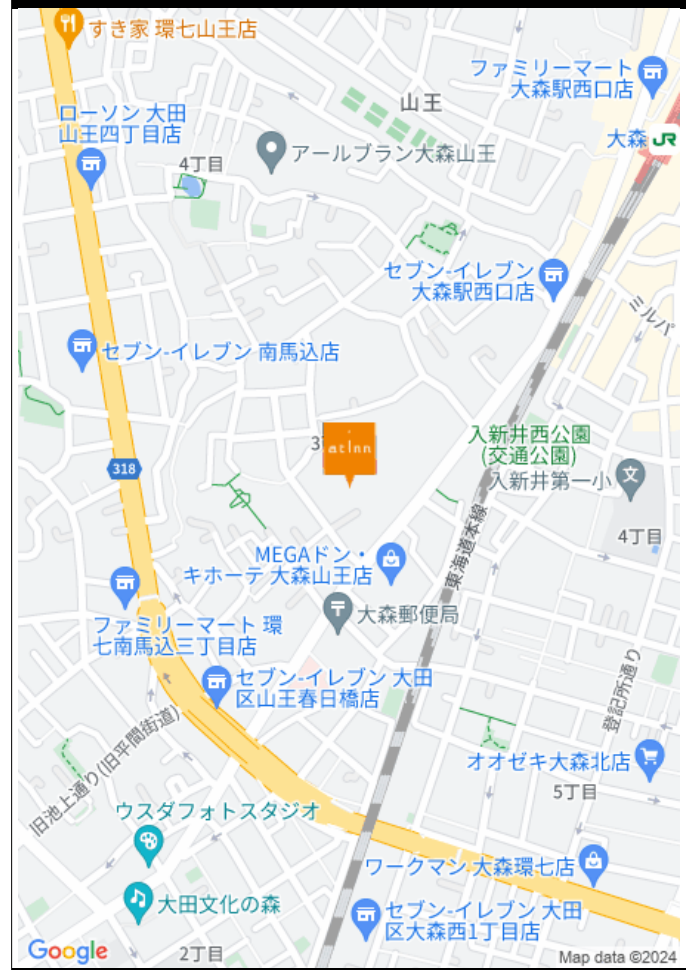 すき家 環七山王店
ファミリーマート
大森駅西口店
山王
ローソン 大田
山王四丁目店
大森 JR
アールブラン大森山王
4丁目
セブン-イレブン
大森駅西口店
ミルパ
セブン-イレブン 南馬込店
atinn
入新井西公園
(交通公園)
318
入新井第一小
文
4丁目
東海道本線
MEGAドン・
キホーテ 大森山王店
大森郵便局
ファミリーマート 環
七南馬込三丁目店
セブン-イレブン 大田
区山王春日橋店
登記所通り
旧池上通り(旧平間街道)
オオゼキ大森北店
5丁目
ウスダフォトスタジオ
ワークマン 大森環七店
大田文化の森
セブン-イレブン 大田
区大森西1丁目店
2丁目
Google
Map data ©2024